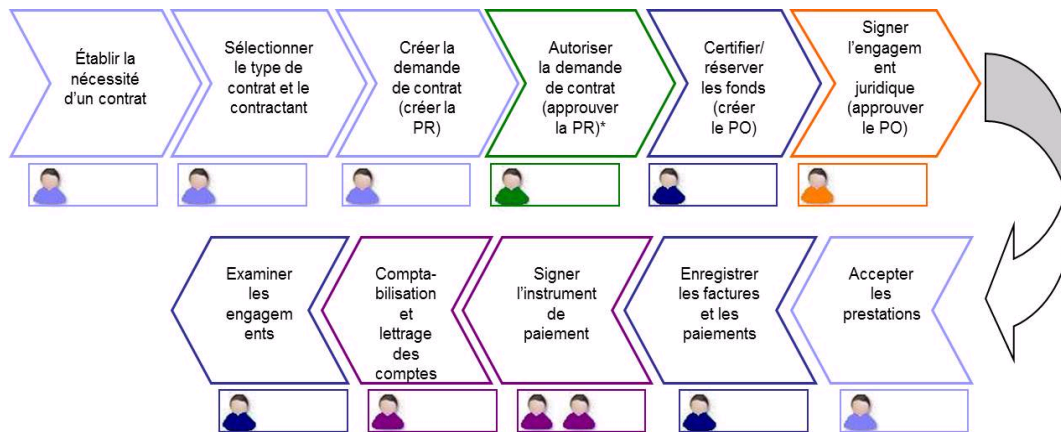 Établir la
nécessité
d'un contrat
Sélectionner
le type de
contrat et le
contractant
Créer la
demande
de contrat
(créer la
PR)
Autoriser
la demande
de contrat
(approuver
la PR)*
Certifier/
réserver
les fonds
(créer
le PO)
Signer
l'engagem
ent
juridique
(approuver
le PO)
Accepter
les
prestations
Enregistrer
les factures
et les
paiements
Signer
l'instrument
de
paiement
Compta-
bilisation
et
lettrage
des
comptes
Examiner
les
engagem
ents